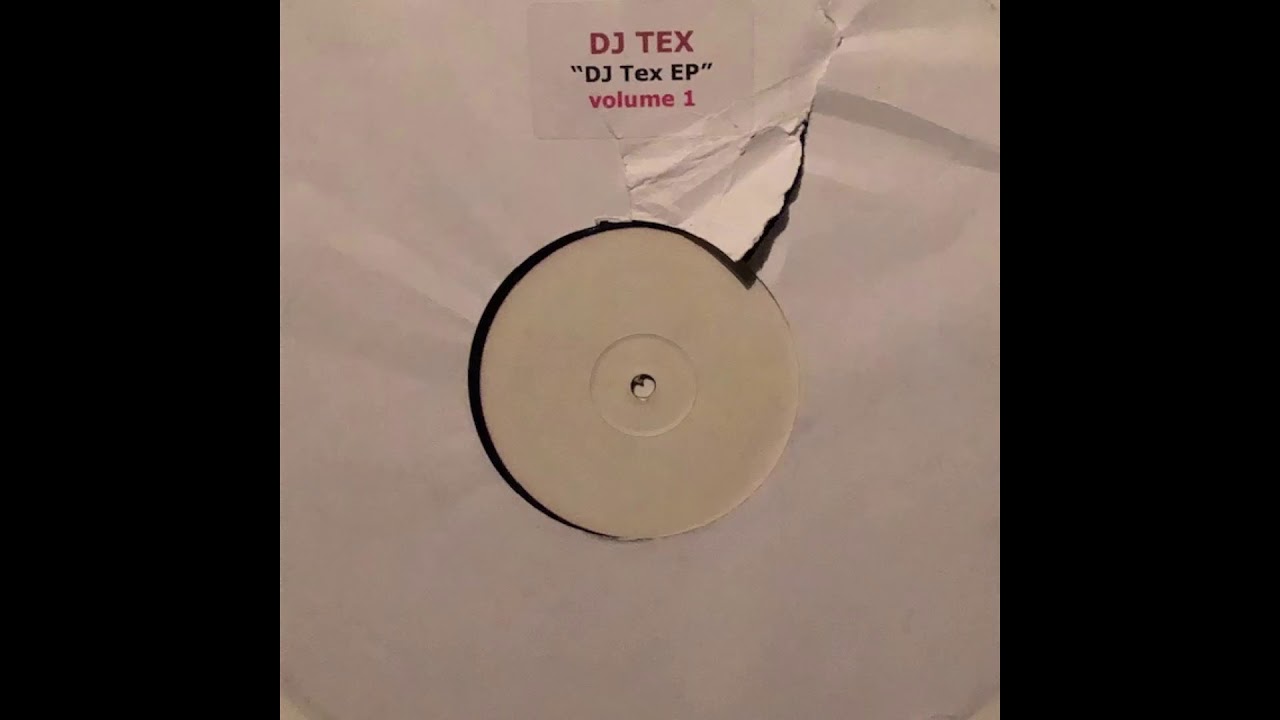 DJ TEX
“DJ Tex EP”
volume 1